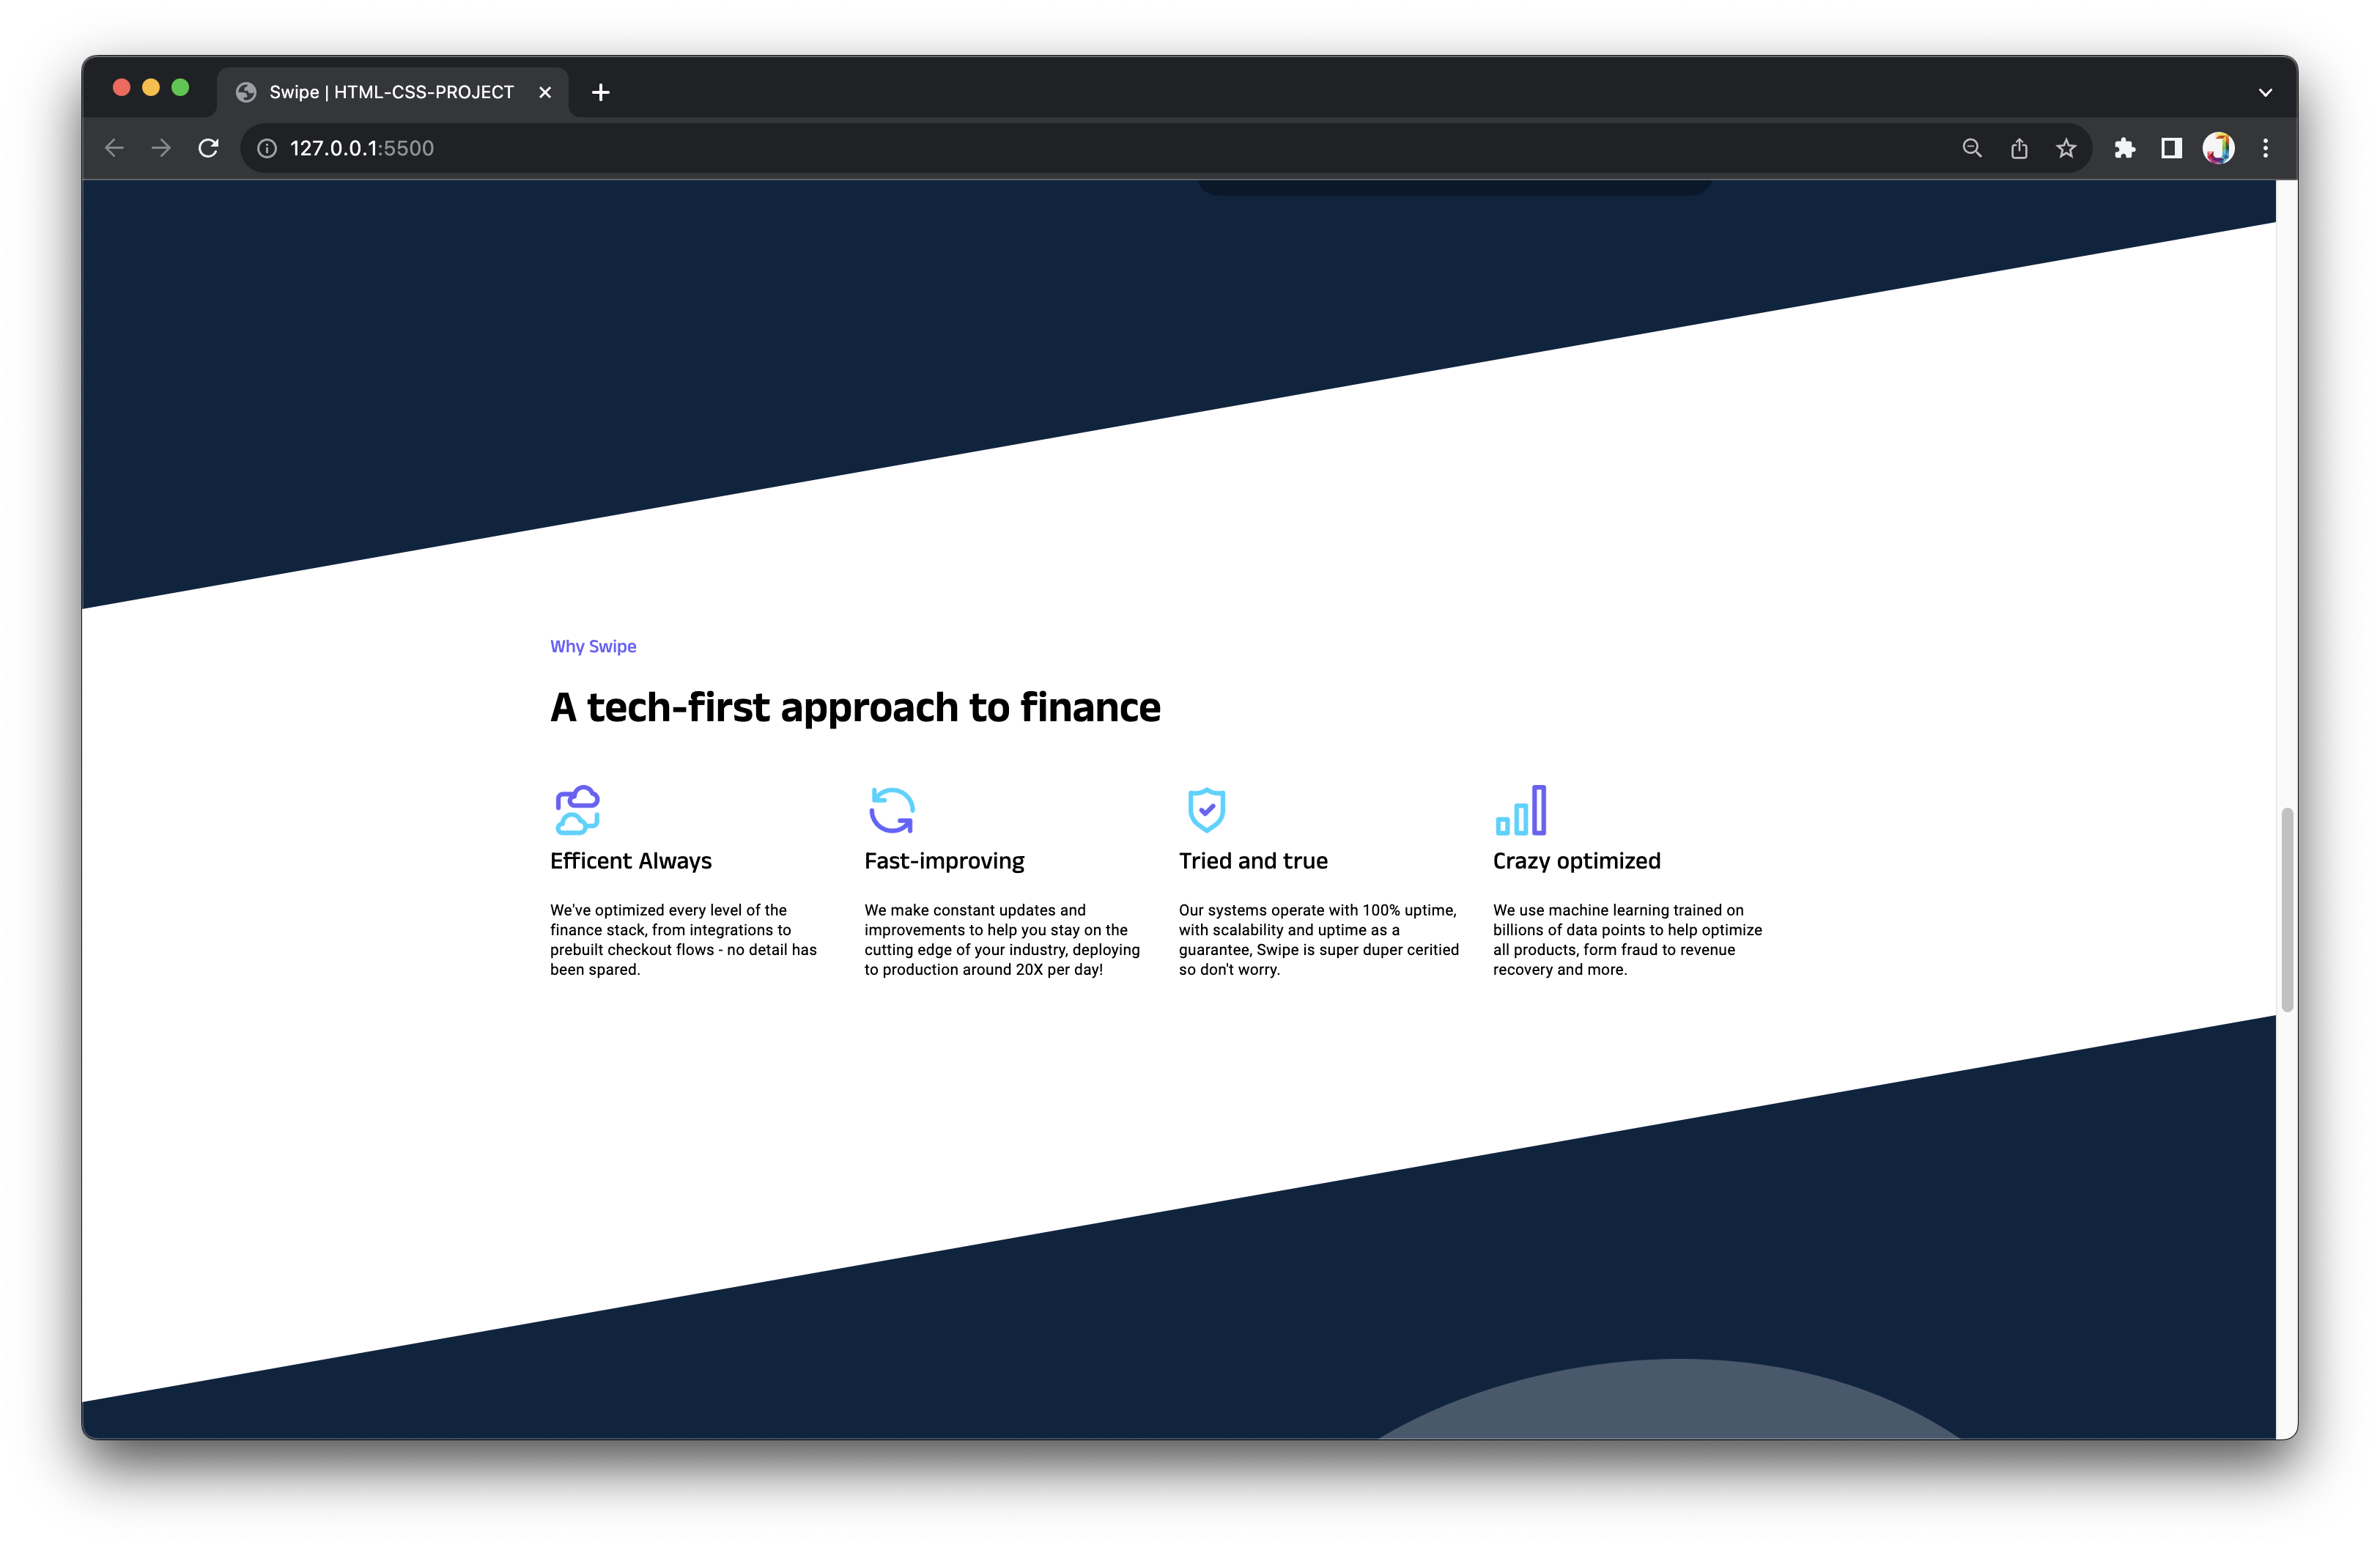 Swipe | HTML-CSS-PROJECT
127.0.0.1:5500
Why Swipe
A tech-first approach to finance
Efficent Always
We've optimized every level of the
finance stack, from integrations to
prebuilt checkout flows - no detail has
been spared.
Fast-improving
We make constant updates and
improvements to help you stay on the
cutting edge of your industry, deploying
to production around 20X per day!
Tried and true
Our systems operate with 100% uptime,
with scalability and uptime as a
guarantee, Swipe is super duper ceritied
so don't worry.
Crazy optimized
We use machine learning trained on
billions of data points to help optimize
all products, form fraud to revenue
recovery and more.